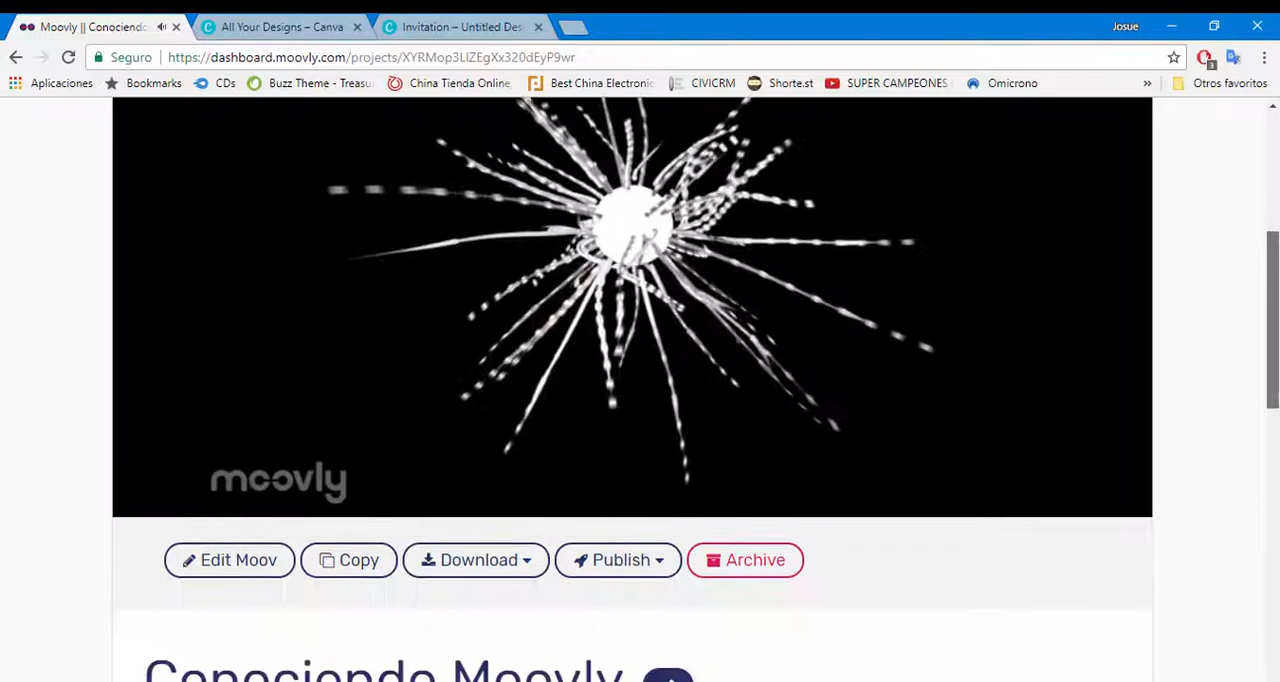 Moovly || Conociend
All Your Designs – Canva
Invitation – Untitled Des
Josue
Seguro
https://dashboard.moovly.com/projects/XYRMop3LIZEgXx320dEyP9wr
Aplicaciones
Bookmarks
CDs
Buzz Theme - Treasu
China Tienda Online
Best China Electronic
CIVICRM
Shorte.st
SUPER CAMPEONES
Omicrono
»
Otros favoritos
moovly
Edit Moov
Copy
Download
Publish
Archive
Conociendo Moovly